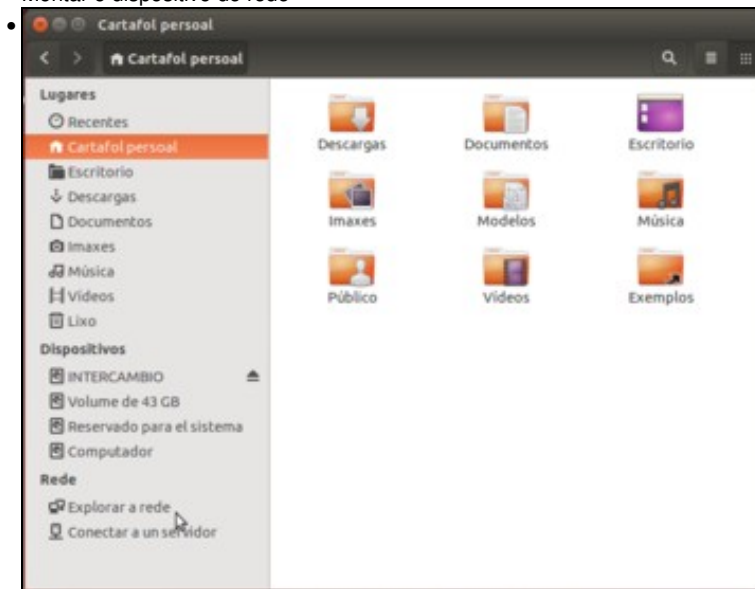 Montar o dispositivo de rede
Cartafol persoal
Cartafol persoal
Lugares
Recentes
Cartafol persoal
Escritorio
Descargas
Documentos
Imaxes
Música
Vídeos
Lixo
Dispositivos
INTERCAMBIO
Volume de 43 GB
Reservado para el sistema
Computador
Rede
Explorar a rede
Conectar a un servidor
Descargas Documentos Escritorio
Imaxes Modelos Música
Público Vídeos Exemplos